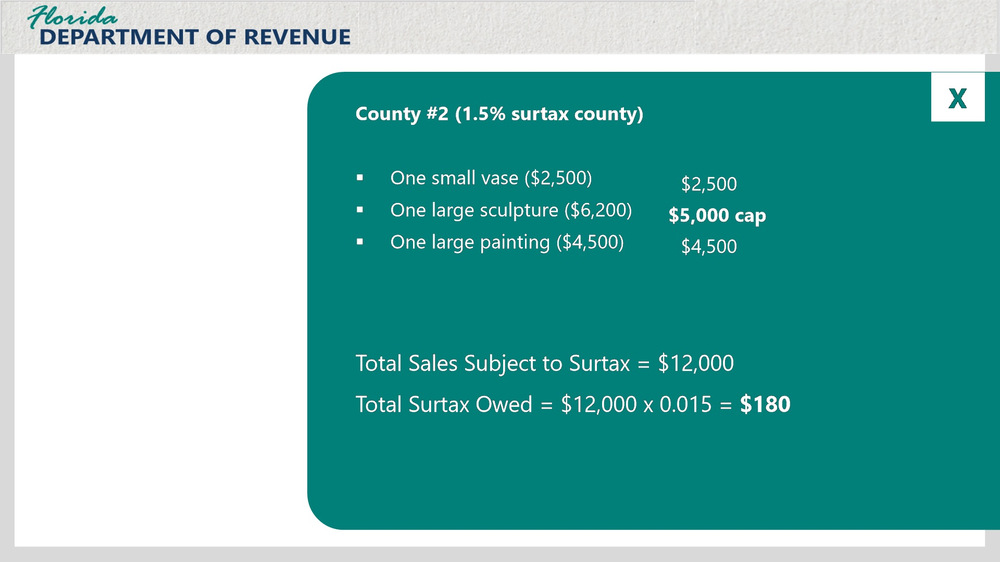 Florida
DEPARTMENT OF REVENUE
X
County #2 (1.5% surtax county)
▪ One small vase ($2,500) $2,500
▪ One large sculpture ($6,200) $5,000 cap
▪ One large painting ($4,500) $4,500
Total Sales Subject to Surtax = $12,000
Total Surtax Owed = $12,000 x 0.015 = $180